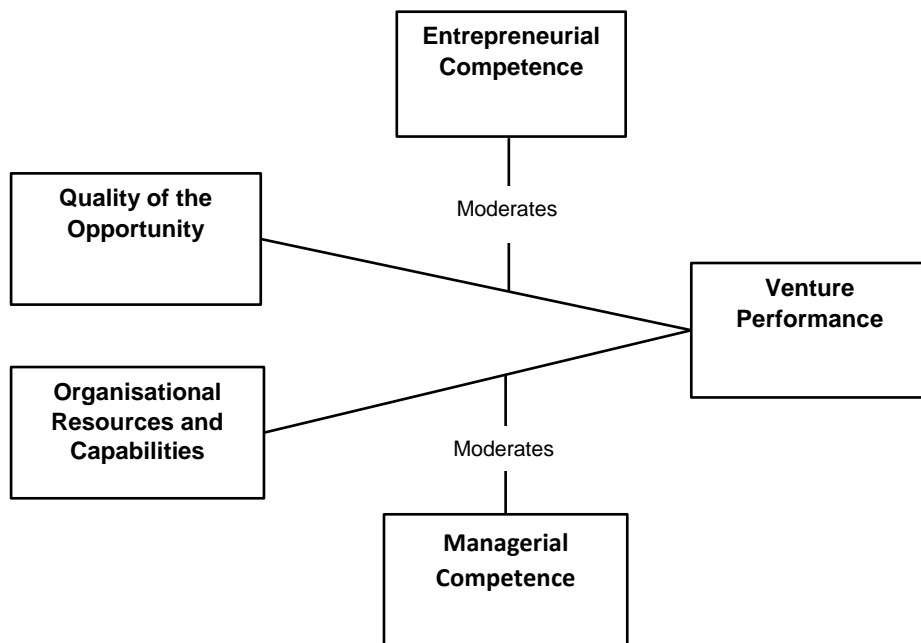 Entrepreneurial
Competence
Moderates
Quality of the
Opportunity
Venture
Performance
Organisational
Resources and
Capabilities
Moderates
Managerial
Competence